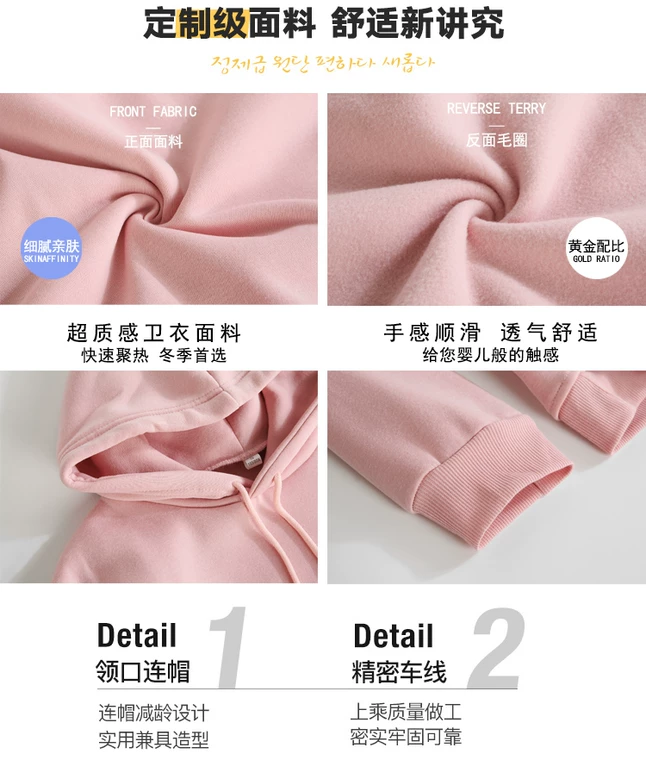 定制级面料 舒适新讲究
정제급 원단 편하다 새롭다
FRONT FABRIC
正面面料
细腻亲肤
SKINAFFINITY
REVERSE TERRY
反面毛圈
黄金配比
GOLD RATIO
超质感卫衣面料
快速聚热 冬季首选
手感顺滑 透气舒适
给您婴儿般的触感
Detail 1
领口连帽
连帽减龄设计
实用兼具造型
Detail 2
精密车线
上乘质量做工
密实牢固可靠